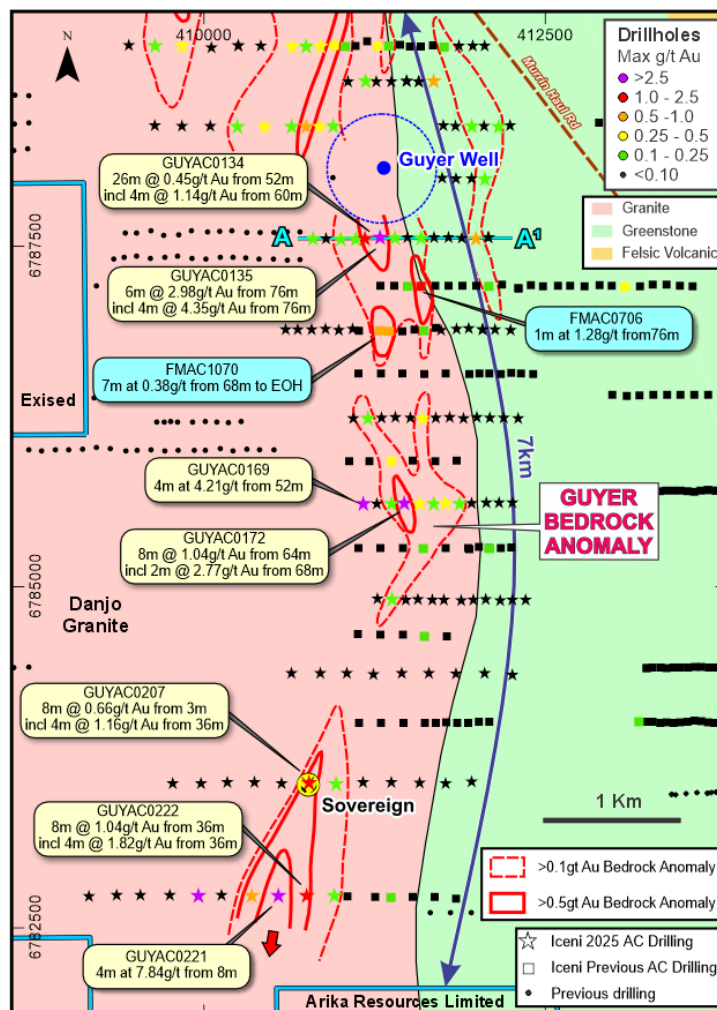 410000
412500
Drillholes
Max g/t Au
>2.5
1.0 - 2.5
0.5 -1.0
0.25 - 0.5
0.1 - 0.25
<0.10
Murrin Haul Rd
Guyer Well
Granite
Greenstone
Felsic Volcanic
GUYAC0134
26m @ 0.45g/t Au from 52m
incl 4m @ 1.14g/t Au from 60m
A
A¹
6787500
GUYAC0135
6m @ 2.98g/t Au from 76m
incl 4m @ 4.35g/t Au from 76m
FMAC0706
1m at 1.28g/t from76m
FMAC1070
7m at 0.38g/t from 68m to EOH
Exised
7km
GUYAC0169
4m at 4.21g/t from 52m
GUYER
BEDROCK
ANOMALY
GUYAC0172
8m @ 1.04g/t Au from 64m
incl 2m @ 2.77g/t Au from 68m
6785000
Danjo
Granite
GUYAC0207
8m @ 0.66g/t Au from 3m
incl 4m @ 1.16g/t Au from 36m
Sovereign
1 Km
GUYAC0222
8m @ 1.04g/t Au from 36m
incl 4m @ 1.82g/t Au from 36m
>0.1gt Au Bedrock Anomaly
>0.5gt Au Bedrock Anomaly
6782500
GUYAC0221
4m at 7.84g/t from 8m
Iceni 2025 AC Drilling
Iceni Previous AC Drilling
Previous drilling
Arika Resources Limited